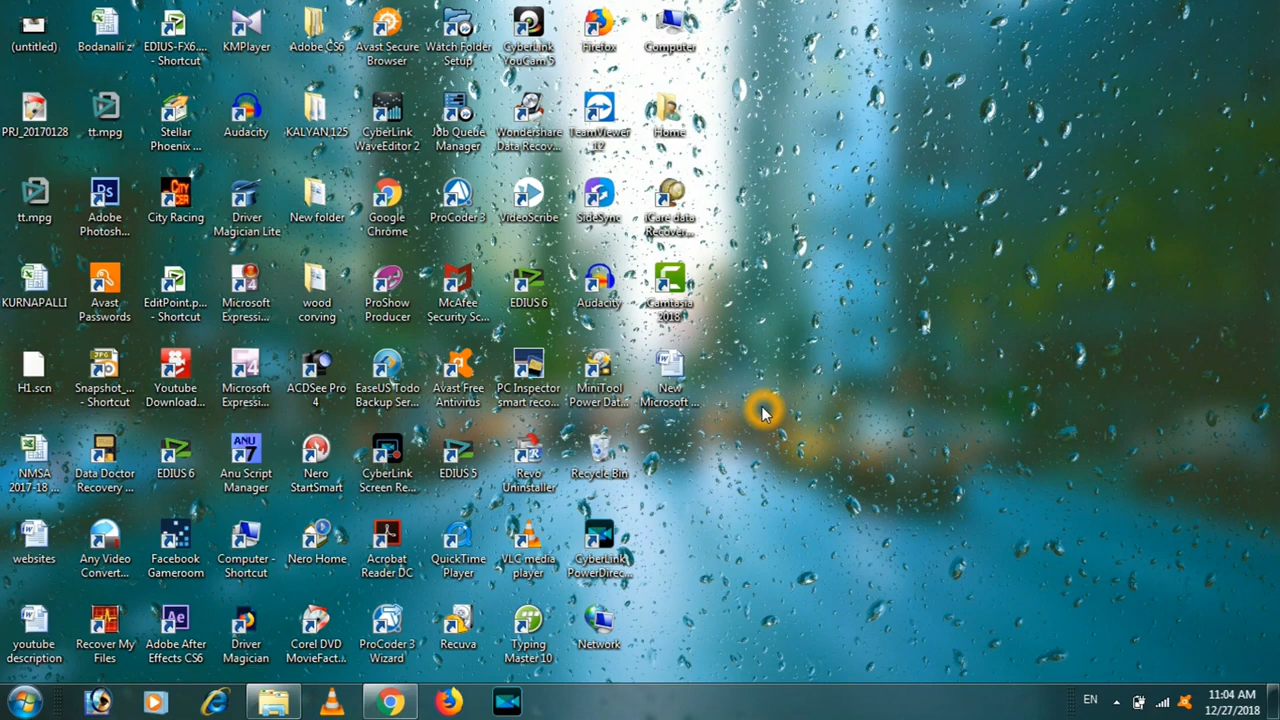 (untitled)
Bodanalli z
EDIUS-FX6....
- Shortcut
KMPlayer
Adobe CS6
Avast Secure
Browser
Watch Folder
Setup
CyberLink
YouCam 5
Firefox
Computer
PRJ_20170128
tt.mpg
Stellar
Phoenix ...
Audacity
KALYAN 125
CyberLink
WaveEditor 2
Job Queue
Manager
Wondershare
Data Recov...
TeamViewer
12
Home
tt.mpg
Ps
Adobe
Photosh...
City Racing
Driver
Magician Lite
New folder
Google
Chrome
ProCoder 3
VideoScribe
SideSync
iCare data
Recover...
KURNAPALLI
Avast
Passwords
EditPoint.p...
- Shortcut
Microsoft
Expressi...
wood
corving
ProShow
Producer
McAfee
Security Sc...
EDIUS 6
Audacity
Camtasia
2018
H1.scn
JPG
Snapshot_...
- Shortcut
Youtube
Download...
Microsoft
Expressi...
ACDSee Pro
4
EaseUS Todo
Backup Ser...
Avast Free
Antivirus
PC Inspector
smart reco...
MiniTool
Power Dat...
New
Microsoft ...
NMSA
2017-18 ...
Data Doctor
Recovery ...
EDIUS 6
ANU
7
Anu Script
Manager
Nero
StartSmart
CyberLink
Screen Re...
EDIUS 5
Revo
Uninstaller
Recycle Bin
websites
Any Video
Convert...
Facebook
Gameroom
Computer -
Shortcut
Nero Home
Acrobat
Reader DC
QuickTime
Player
VLC media
player
CyberLink
PowerDirec...
youtube
description
Recover My
Files
Ae
Adobe After
Effects CS6
Driver
Magician
Corel DVD
MovieFact...
ProCoder 3
Wizard
Recuva
Typing
Master 10
Network
EN
11:04 AM
12/27/2018